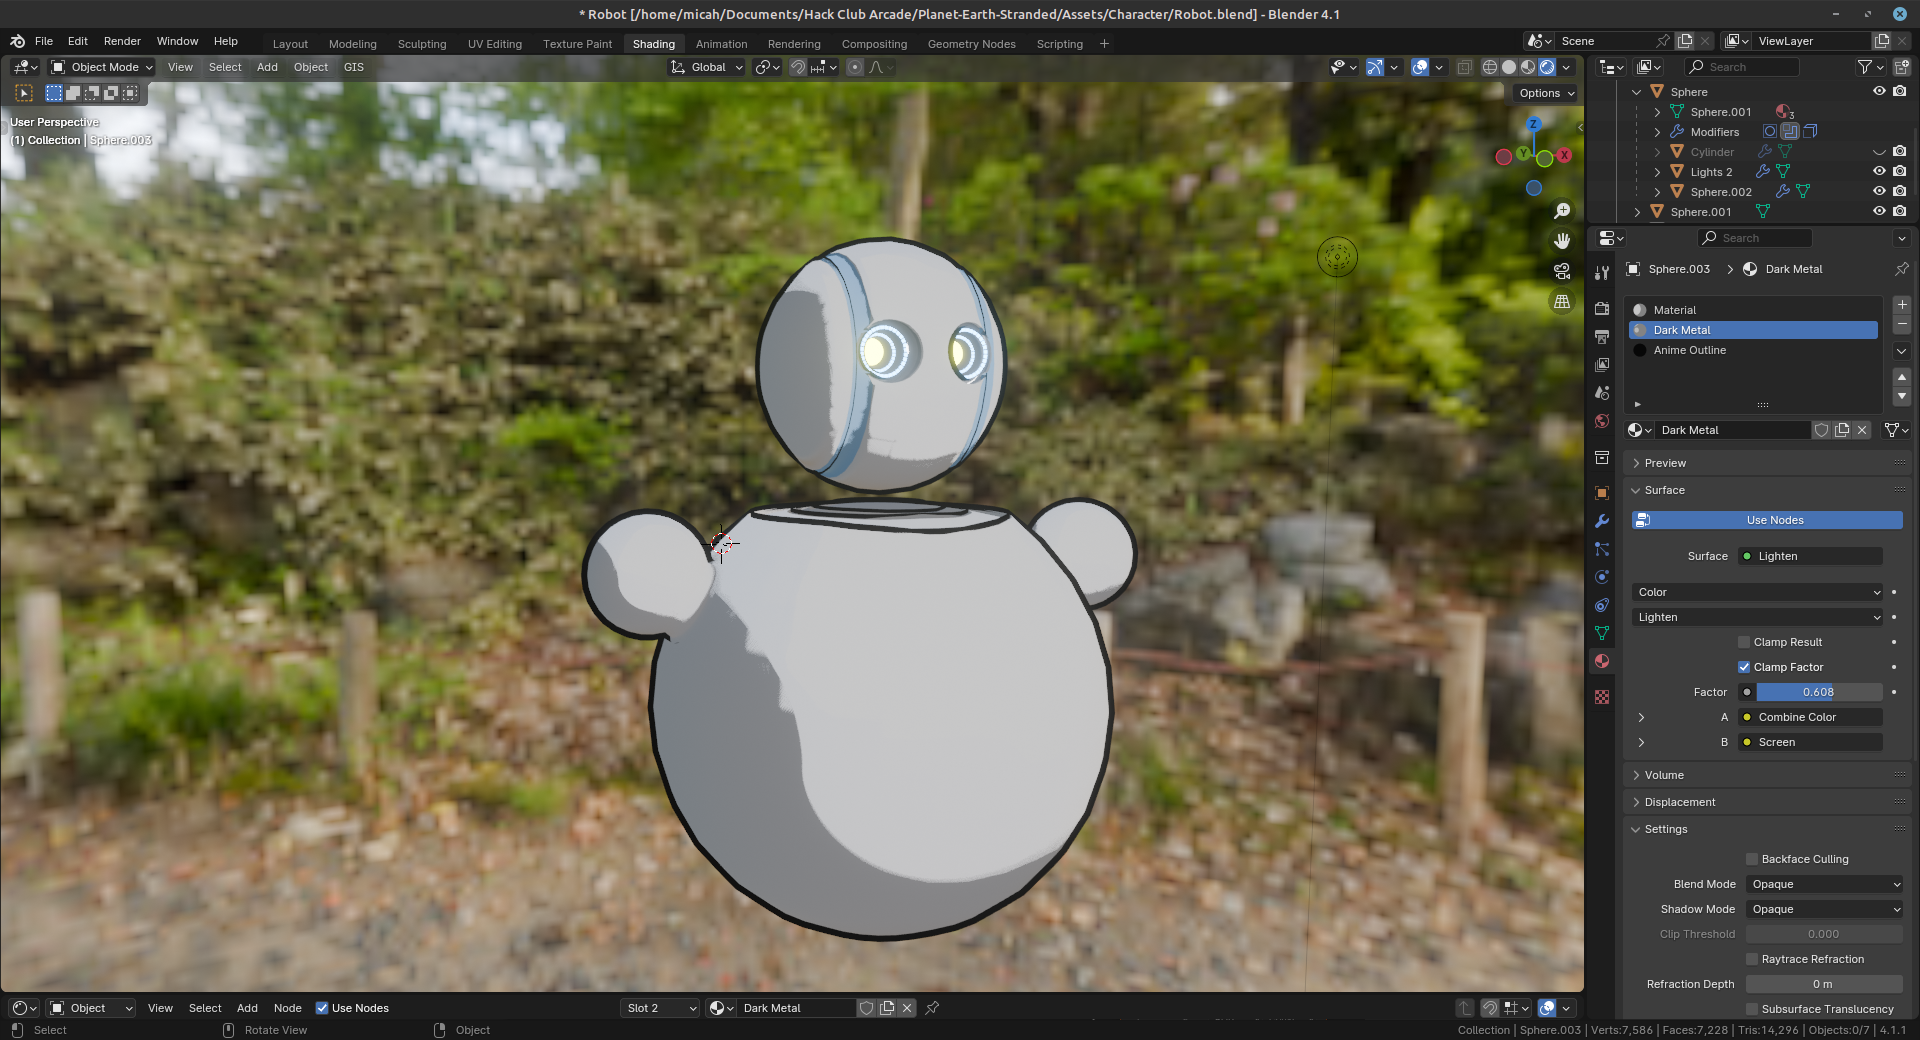 * Robot [/home/micah/Documents/Hack Club Arcade/Planet-Earth-Stranded/Assets/Character/Robot.blend] - Blender 4.1
File Edit Render Window Help Layout Modeling Sculpting UV Editing Texture Paint Shading Animation Rendering Compositing Geometry Nodes Scripting + Scene ViewLayer
Object Mode View Select Add Object GIS Global Search
Options
User Perspective
(1) Collection | Sphere.003
Z
Y
X
Sphere
Sphere.001 3
Modifiers
Cylinder
Lights 2
Sphere.002
Sphere.001
Search
Sphere.003 > Dark Metal
Material
Dark Metal
Anime Outline
Dark Metal
Preview
Surface
Use Nodes
Surface Lighten
Color
Lighten
Clamp Result
Clamp Factor
Factor 0.608
A Combine Color
B Screen
Volume
Displacement
Settings
Backface Culling
Blend Mode Opaque
Shadow Mode Opaque
Clip Threshold 0.000
Raytrace Refraction
Refraction Depth 0 m
Subsurface Translucency
Object View Select Add Node Use Nodes Slot 2 Dark Metal
Select Rotate View Object Collection | Sphere.003 | Verts:7,586 | Faces:7,228 | Tris:14,296 | Objects:0/7 | 4.1.1